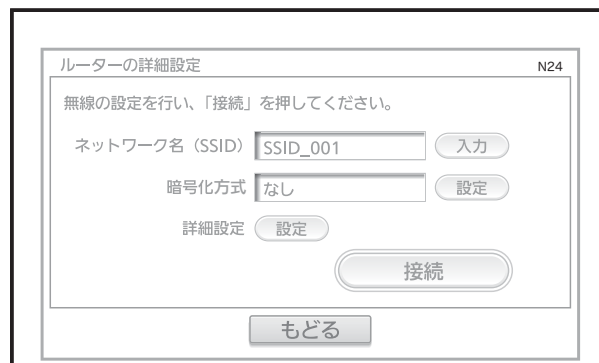 ルーターの詳細設定 N24
無線の設定を行い、「接続」を押してください。
ネットワーク名（SSID） SSID_001 入力
暗号化方式 なし 設定
詳細設定 設定
接続
もどる